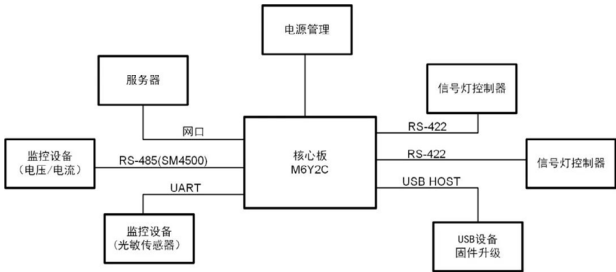 电源管理
服务器
信号灯控制器
网口
RS-422
监控设备
(电压/电流)
RS-485(SM4500)
核心板
M6Y2C
RS-422
信号灯控制器
UART
USB HOST
监控设备
(光敏传感器)
USB设备
固件升级